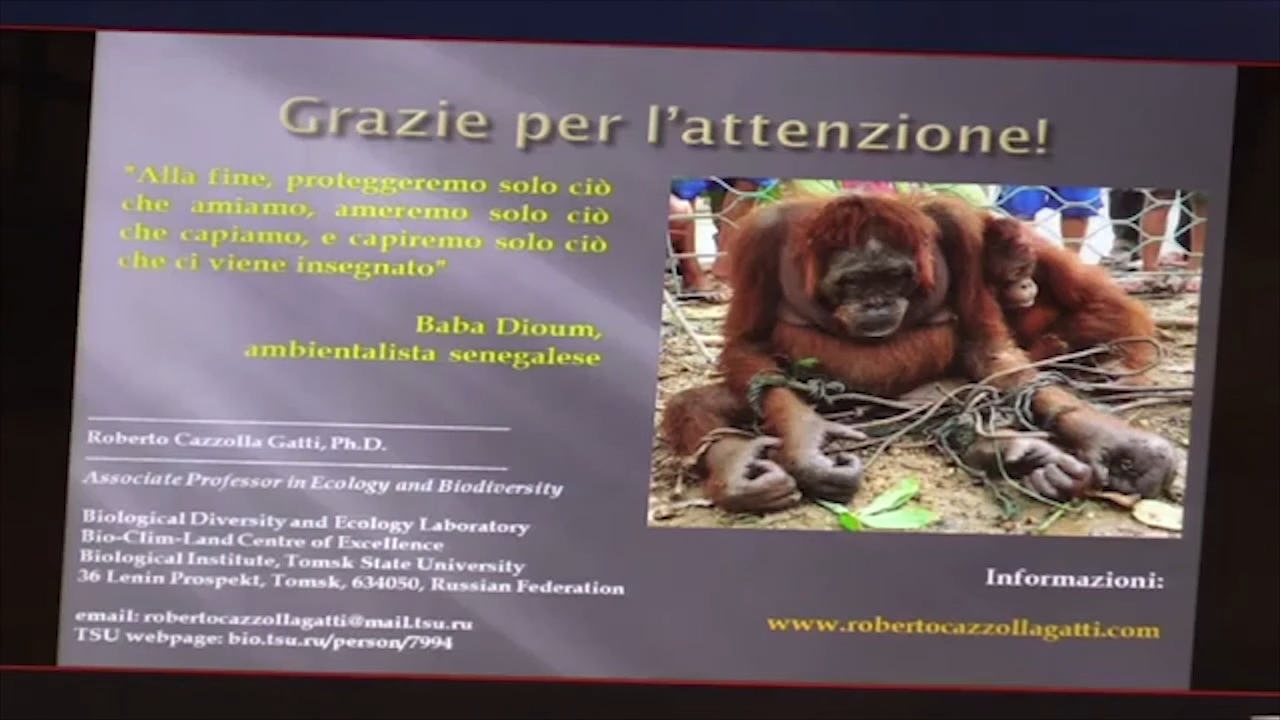 Grazie per l'attenzione!
"Alla fine, proteggeremo solo ciò
che amiamo, ameremo solo ciò
che capiamo, e capiremo solo ciò
che ci viene insegnato"
Baba Dioum,
ambientalista senegalese
Roberto Cazzolla Gatti, Ph.D.
Associate Professor in Ecology and Biodiversity
Biological Diversity and Ecology Laboratory
Bio-Clim-Land Centre of Excellence
Biological Institute, Tomsk State University
36 Lenin Prospekt, Tomsk, 634050, Russian Federation
email: robertocazzollagatti@mail.tsu.ru
TSU webpage: bio.tsu.ru/person/7994
Informazioni:
www.robertocazzollagatti.com